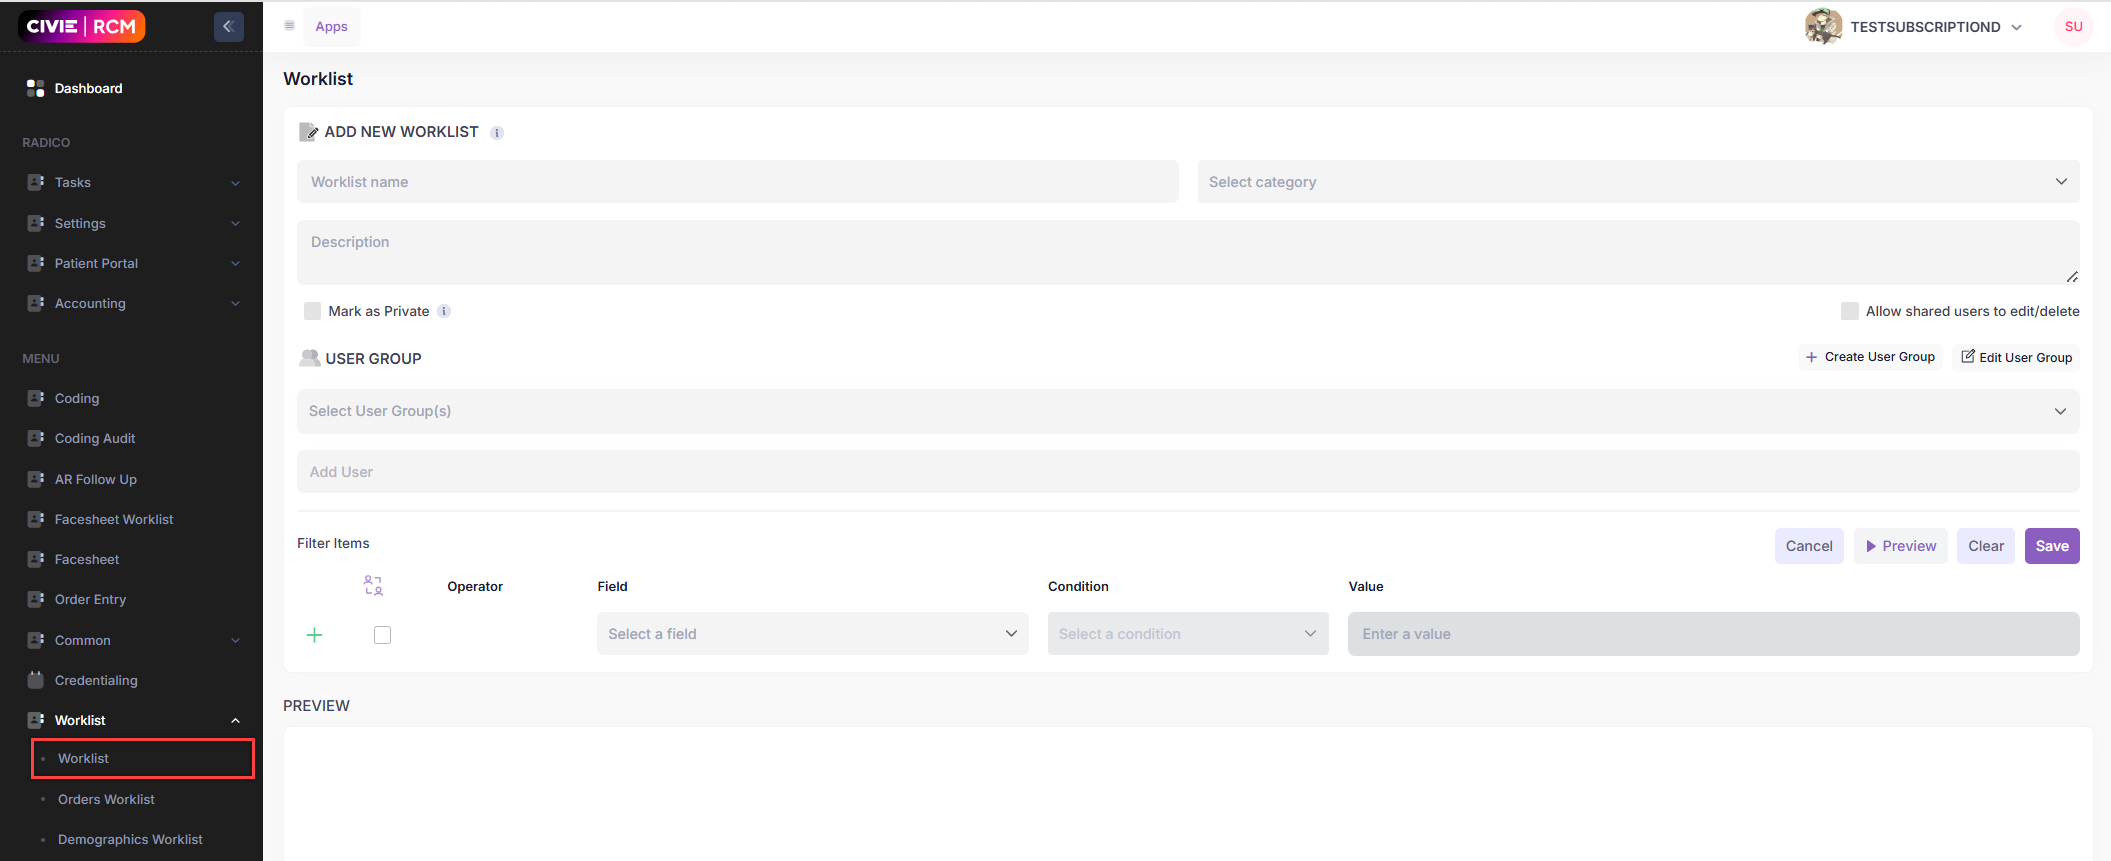 CIVIE | RCM
Apps
TESTSUBSCRIPTIOND
SU
Dashboard
RADICO
Tasks
Settings
Patient Portal
Accounting
MENU
Coding
Coding Audit
AR Follow Up
Facesheet Worklist
Facesheet
Order Entry
Common
Credentialing
Worklist
Worklist
Orders Worklist
Demographics Worklist
Worklist
ADD NEW WORKLIST i
Worklist name
Select category
Description
Mark as Private i
Allow shared users to edit/delete
USER GROUP
+ Create User Group
Edit User Group
Select User Group(s)
Add User
Filter Items
Cancel
Preview
Clear
Save
Operator
Field
Condition
Value
Select a field
Select a condition
Enter a value
PREVIEW